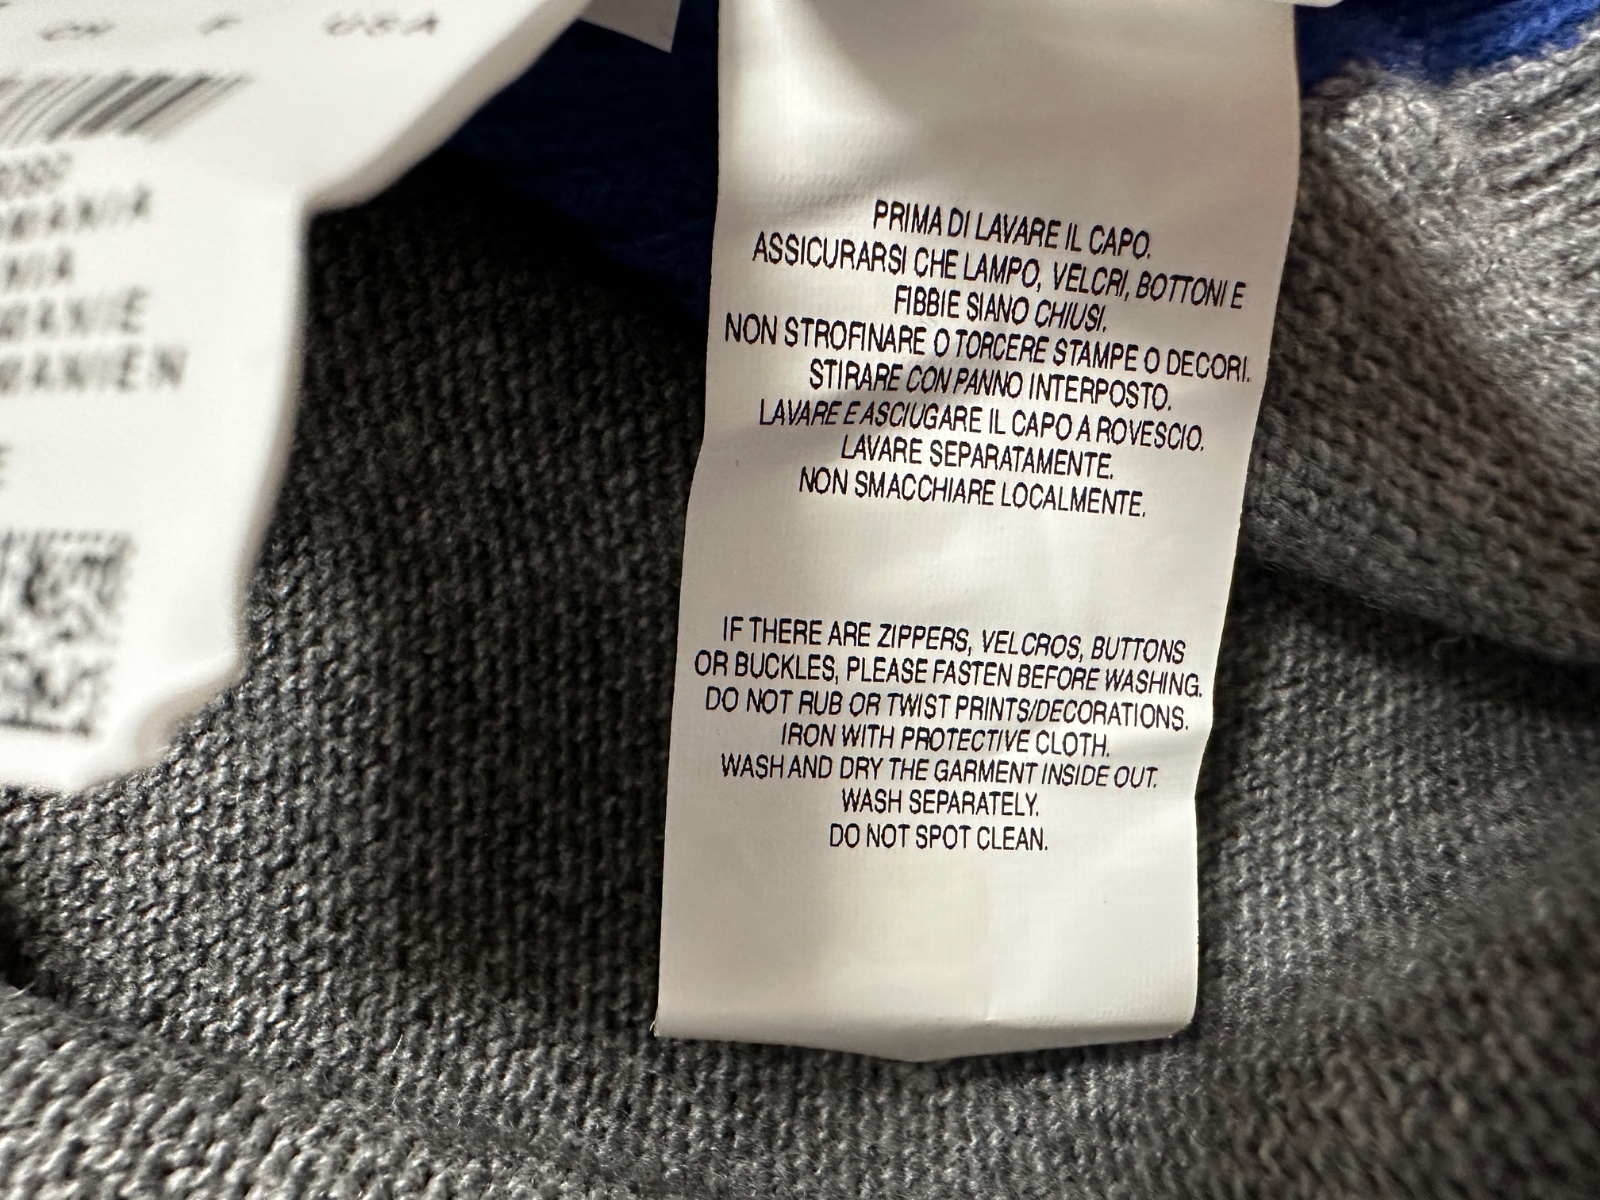 USA
PRIMA DI LAVARE IL CAPO.
ASSICURARSI CHE LAMPO, VELCRI, BOTTONI E
FIBBIE SIANO CHIUSI.
NON STROFINARE O TORCERE STAMPE O DECORI.
STIRARE CON PANNO INTERPOSTO.
LAVARE E ASCIUGARE IL CAPO A ROVESCIO.
LAVARE SEPARATAMENTE.
NON SMACCHIARE LOCALMENTE.
IF THERE ARE ZIPPERS, VELCROS, BUTTONS
OR BUCKLES, PLEASE FASTEN BEFORE WASHING.
DO NOT RUB OR TWIST PRINTS/DECORATIONS.
IRON WITH PROTECTIVE CLOTH.
WASH AND DRY THE GARMENT INSIDE OUT.
WASH SEPARATELY.
DO NOT SPOT CLEAN.